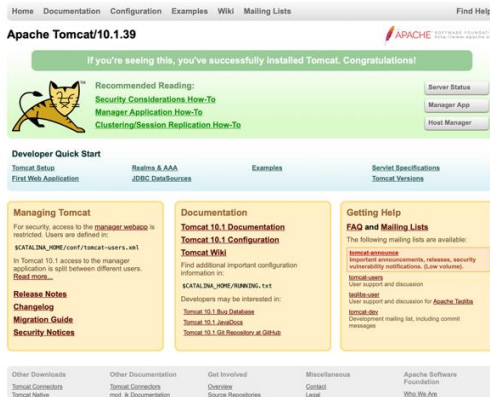 Home Documentation Configuration Examples Wiki Mailing Lists Find Help
Apache Tomcat/10.1.39
APACHE SOFTWARE FOUNDATION
If you're seeing this, you've successfully installed Tomcat. Congratulations!
TM
Recommended Reading:
Security Considerations How-To
Manager Application How-To
Clustering/Session Replication How-To
Server Status
Manager App
Host Manager
Developer Quick Start
Tomcat Setup
First Web Application
Realms & AAA
JDBC DataSources
Examples
Servlet Specifications
Tomcat Versions
Managing Tomcat
For security, access to the manager webapp is
restricted. Users are defined in:
$CATALINA_HOME/conf/tomcat-users.xml
In Tomcat 10.1 access to the manager
application is split between different users.
Read more...
Release Notes
Changelog
Migration Guide
Security Notices
Documentation
Tomcat 10.1 Documentation
Tomcat 10.1 Configuration
Tomcat Wiki
Find additional important configuration
information in:
$CATALINA_HOME/RUNNING.txt
Developers may be interested in:
Tomcat 10.1 Bug Database
Tomcat 10.1 JavaDocs
Tomcat 10.1 Git Repository at GitHub
Getting Help
FAQ and Mailing Lists
The following mailing lists are available:
tomcat-announce
Important announcements, releases, security
vulnerability notifications. (Low volume).
tomcat-users
User support and discussion
taglibs-user
User support and discussion for Apache Taglibs
tomcat-dev
Development mailing list, including commit
messages
Other Downloads
Tomcat Connectors
Tomcat Native
Other Documentation
Tomcat Connectors
mod_jk Documentation
Get Involved
Overview
Source Repositories
Miscellaneous
Contact
Legal
Apache Software
Foundation
Who We Are